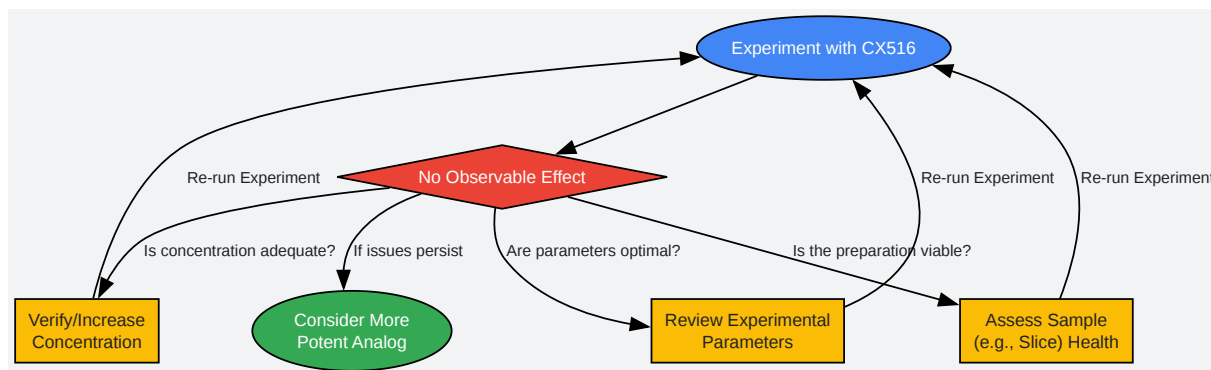 Experiment with CX516
No Observable Effect
Re-run Experiment
Re-run Experiment
Re-run Experiment
Is concentration adequate?
If issues persist
Are parameters optimal?
Is the preparation viable?
Verify/Increase
Concentration
Consider More
Potent Analog
Review Experimental
Parameters
Assess Sample
(e.g., Slice) Health